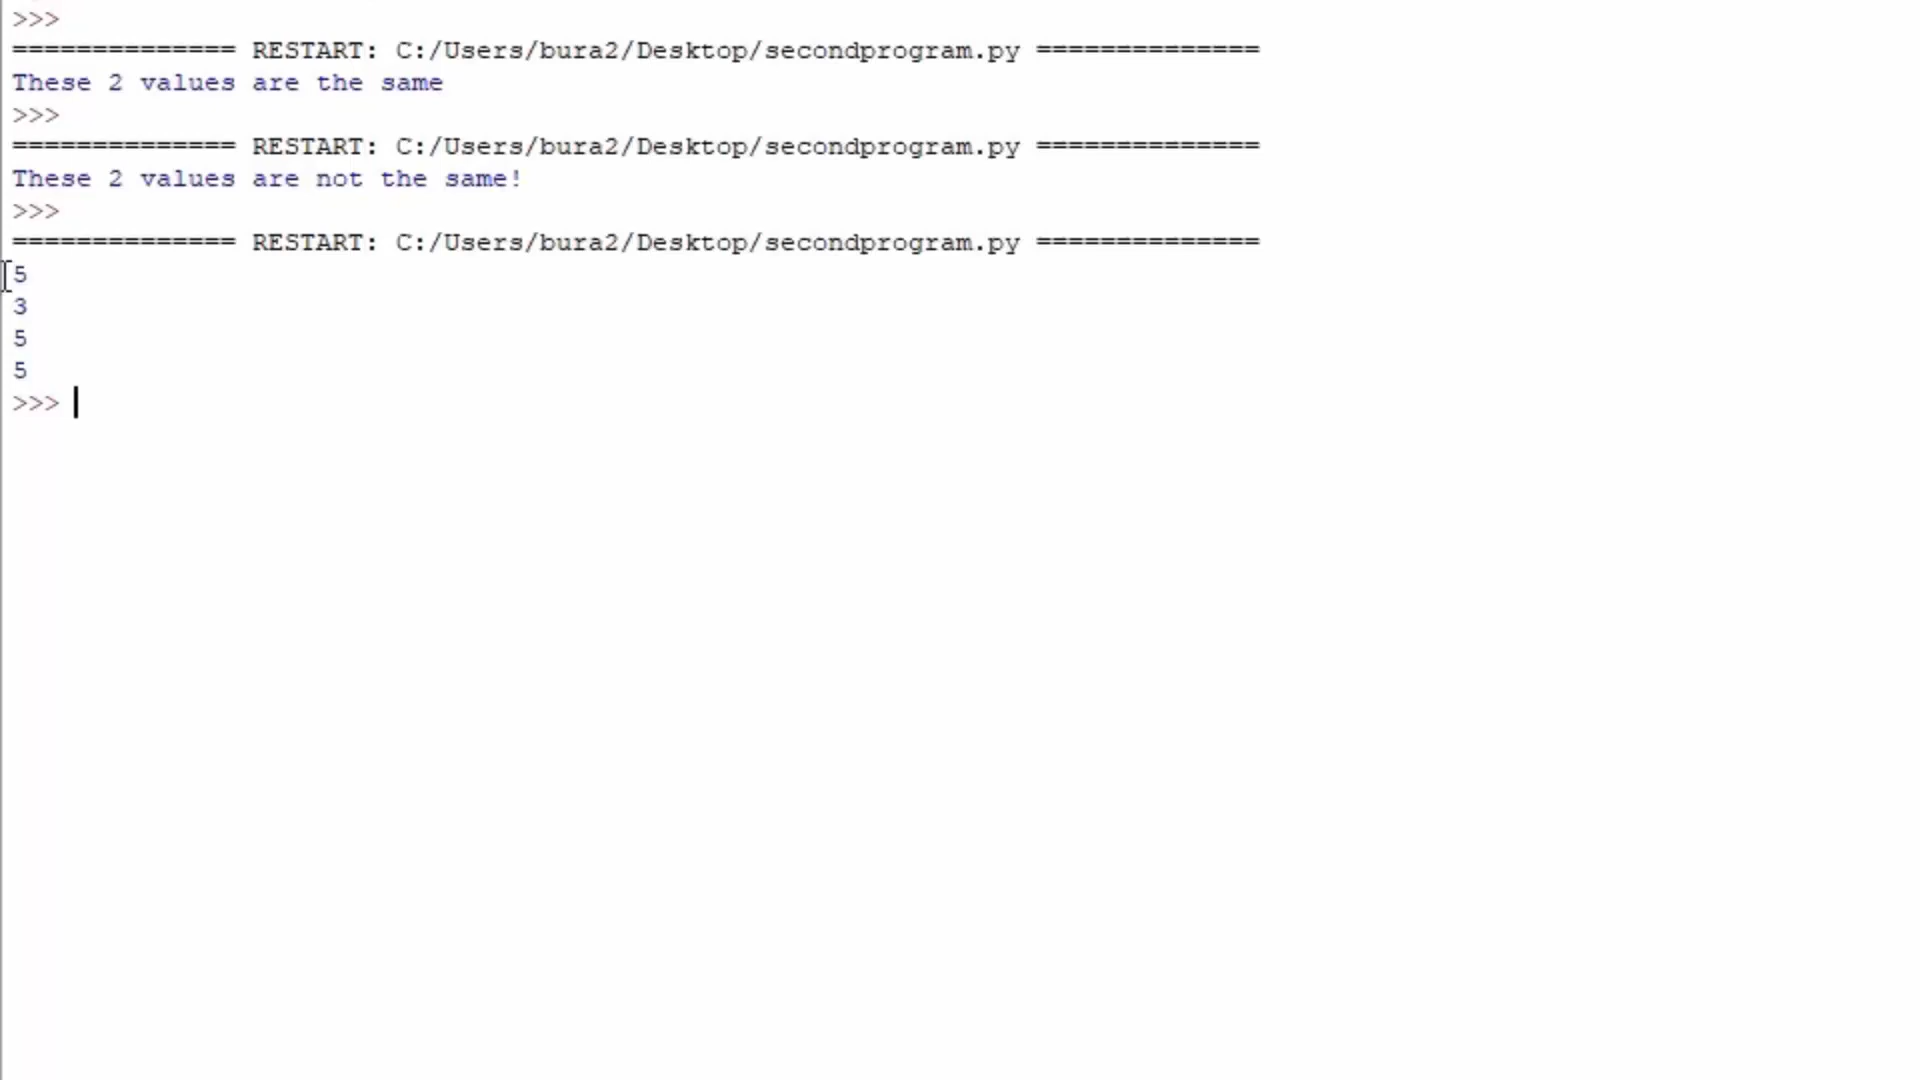 >>>
============== RESTART: C:/Users/bura2/Desktop/secondprogram.py ==============
These 2 values are the same
>>>
============== RESTART: C:/Users/bura2/Desktop/secondprogram.py ==============
These 2 values are not the same!
>>>
============== RESTART: C:/Users/bura2/Desktop/secondprogram.py ==============
5
3
5
5
>>>